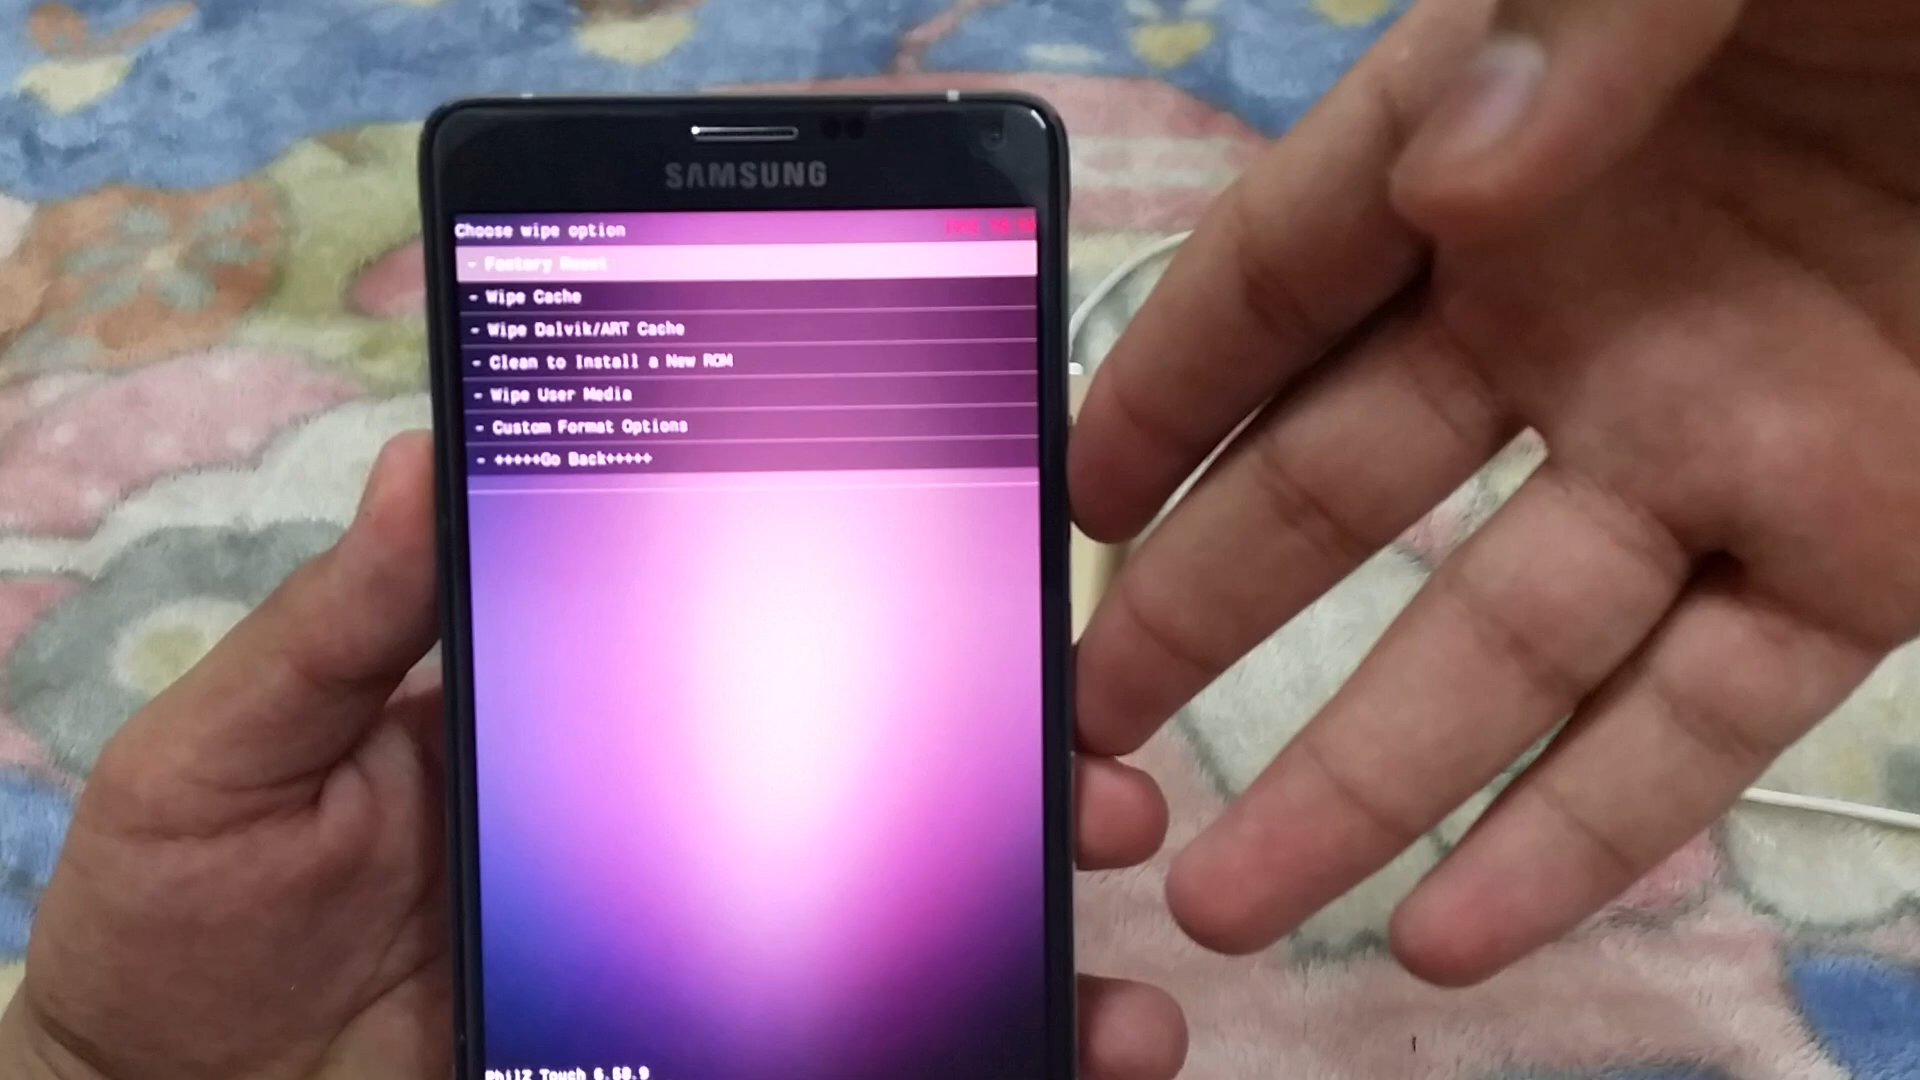 SAMSUNG
Choose wipe option
- Factory Reset
- Wipe Cache
- Wipe Dalvik/ART Cache
- Clean to Install a New ROM
- Wipe User Media
- Custom Format Options
- +++++Go Back+++++
PhilZ Touch 6.58.9